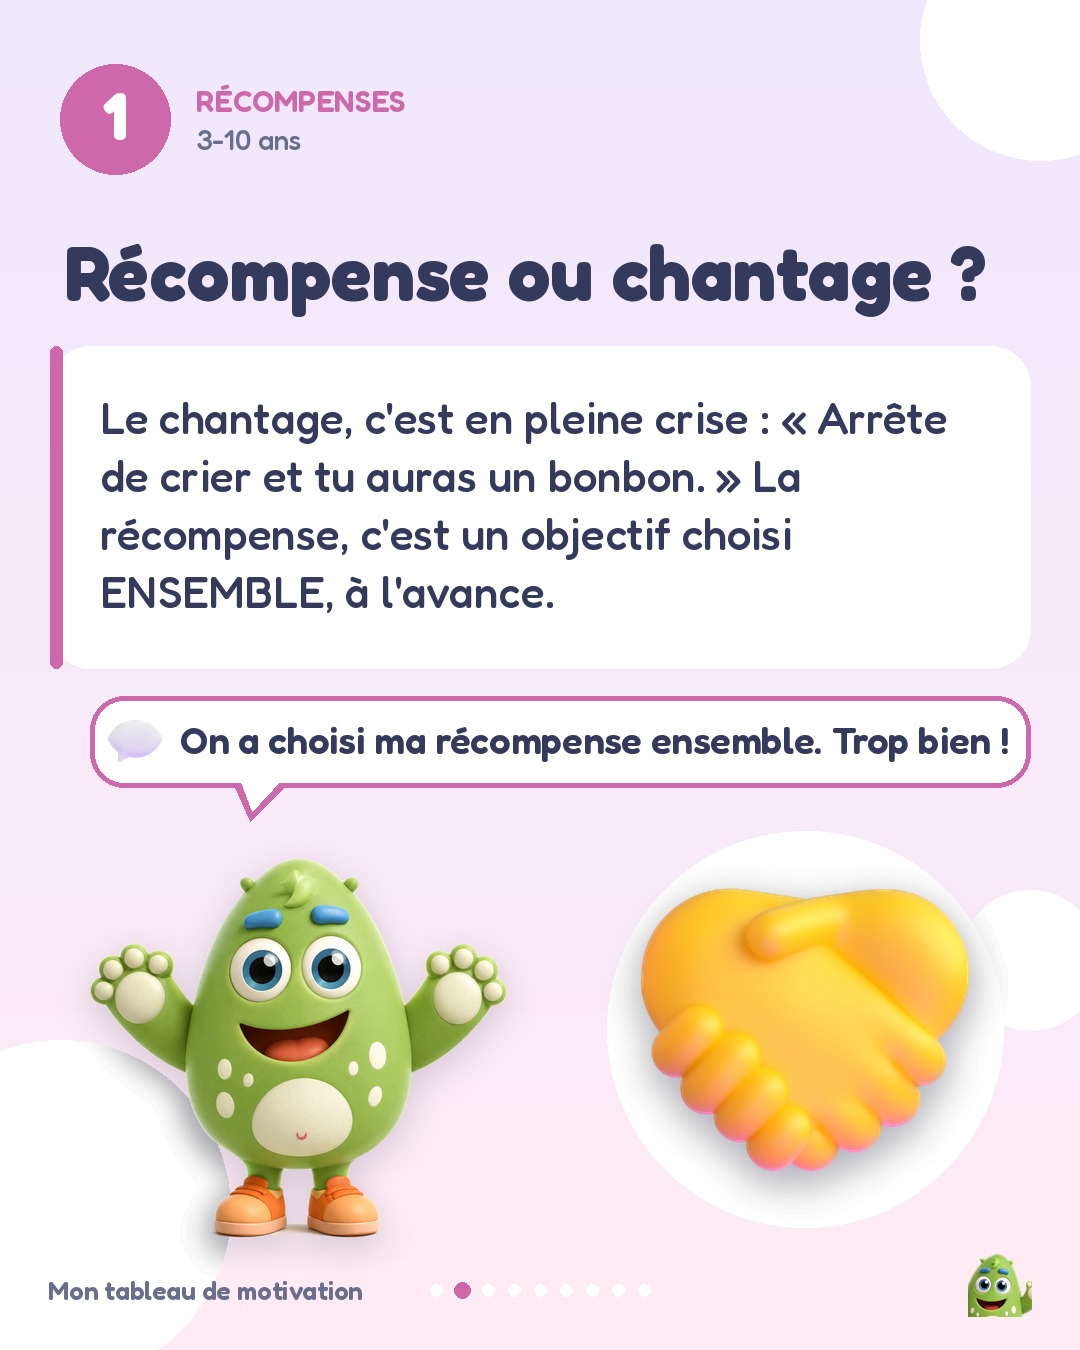 1
RÉCOMPENSES
3-10 ans
Récompense ou chantage ?
Le chantage, c'est en pleine crise : « Arrête
de crier et tu auras un bonbon. » La
récompense, c'est un objectif choisi
ENSEMBLE, à l'avance.
On a choisi ma récompense ensemble. Trop bien !
Mon tableau de motivation